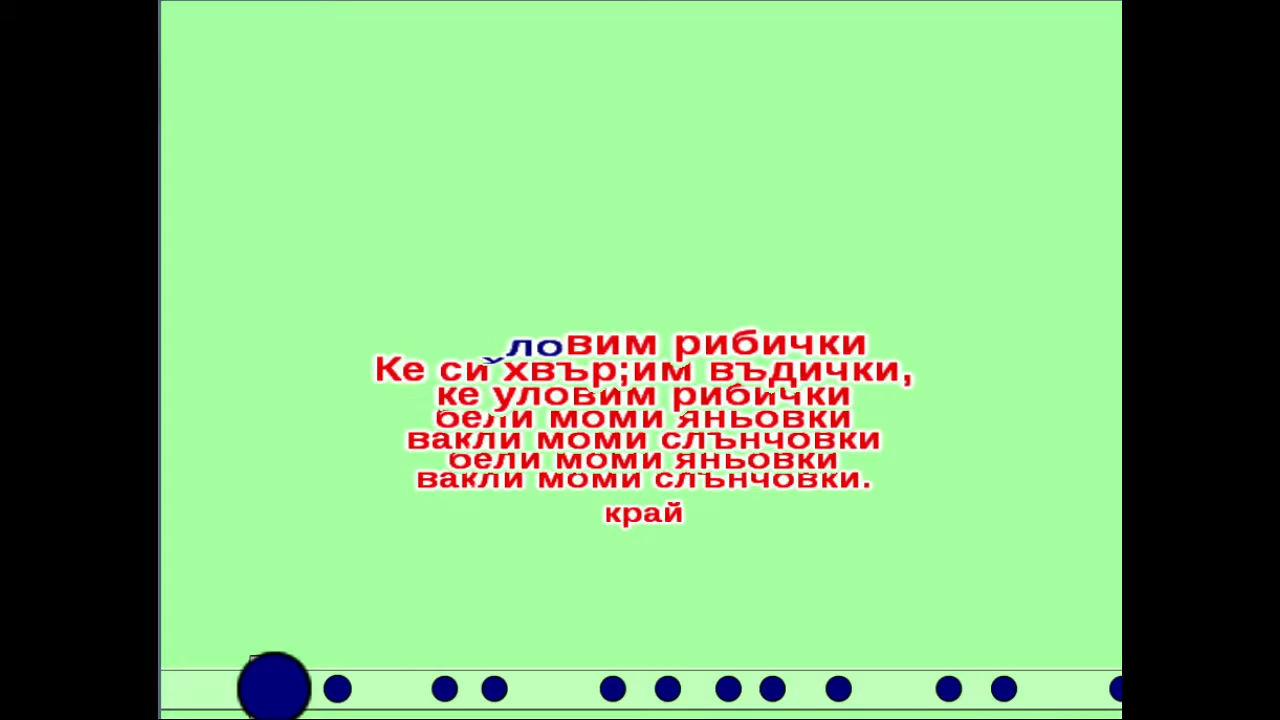 уловим рибички
Ке си хвър;им въдички,
ке уловим рибички
бели моми яньовки
вакли моми слънчовки
бели моми яньовки
вакли моми слънчовки.
край